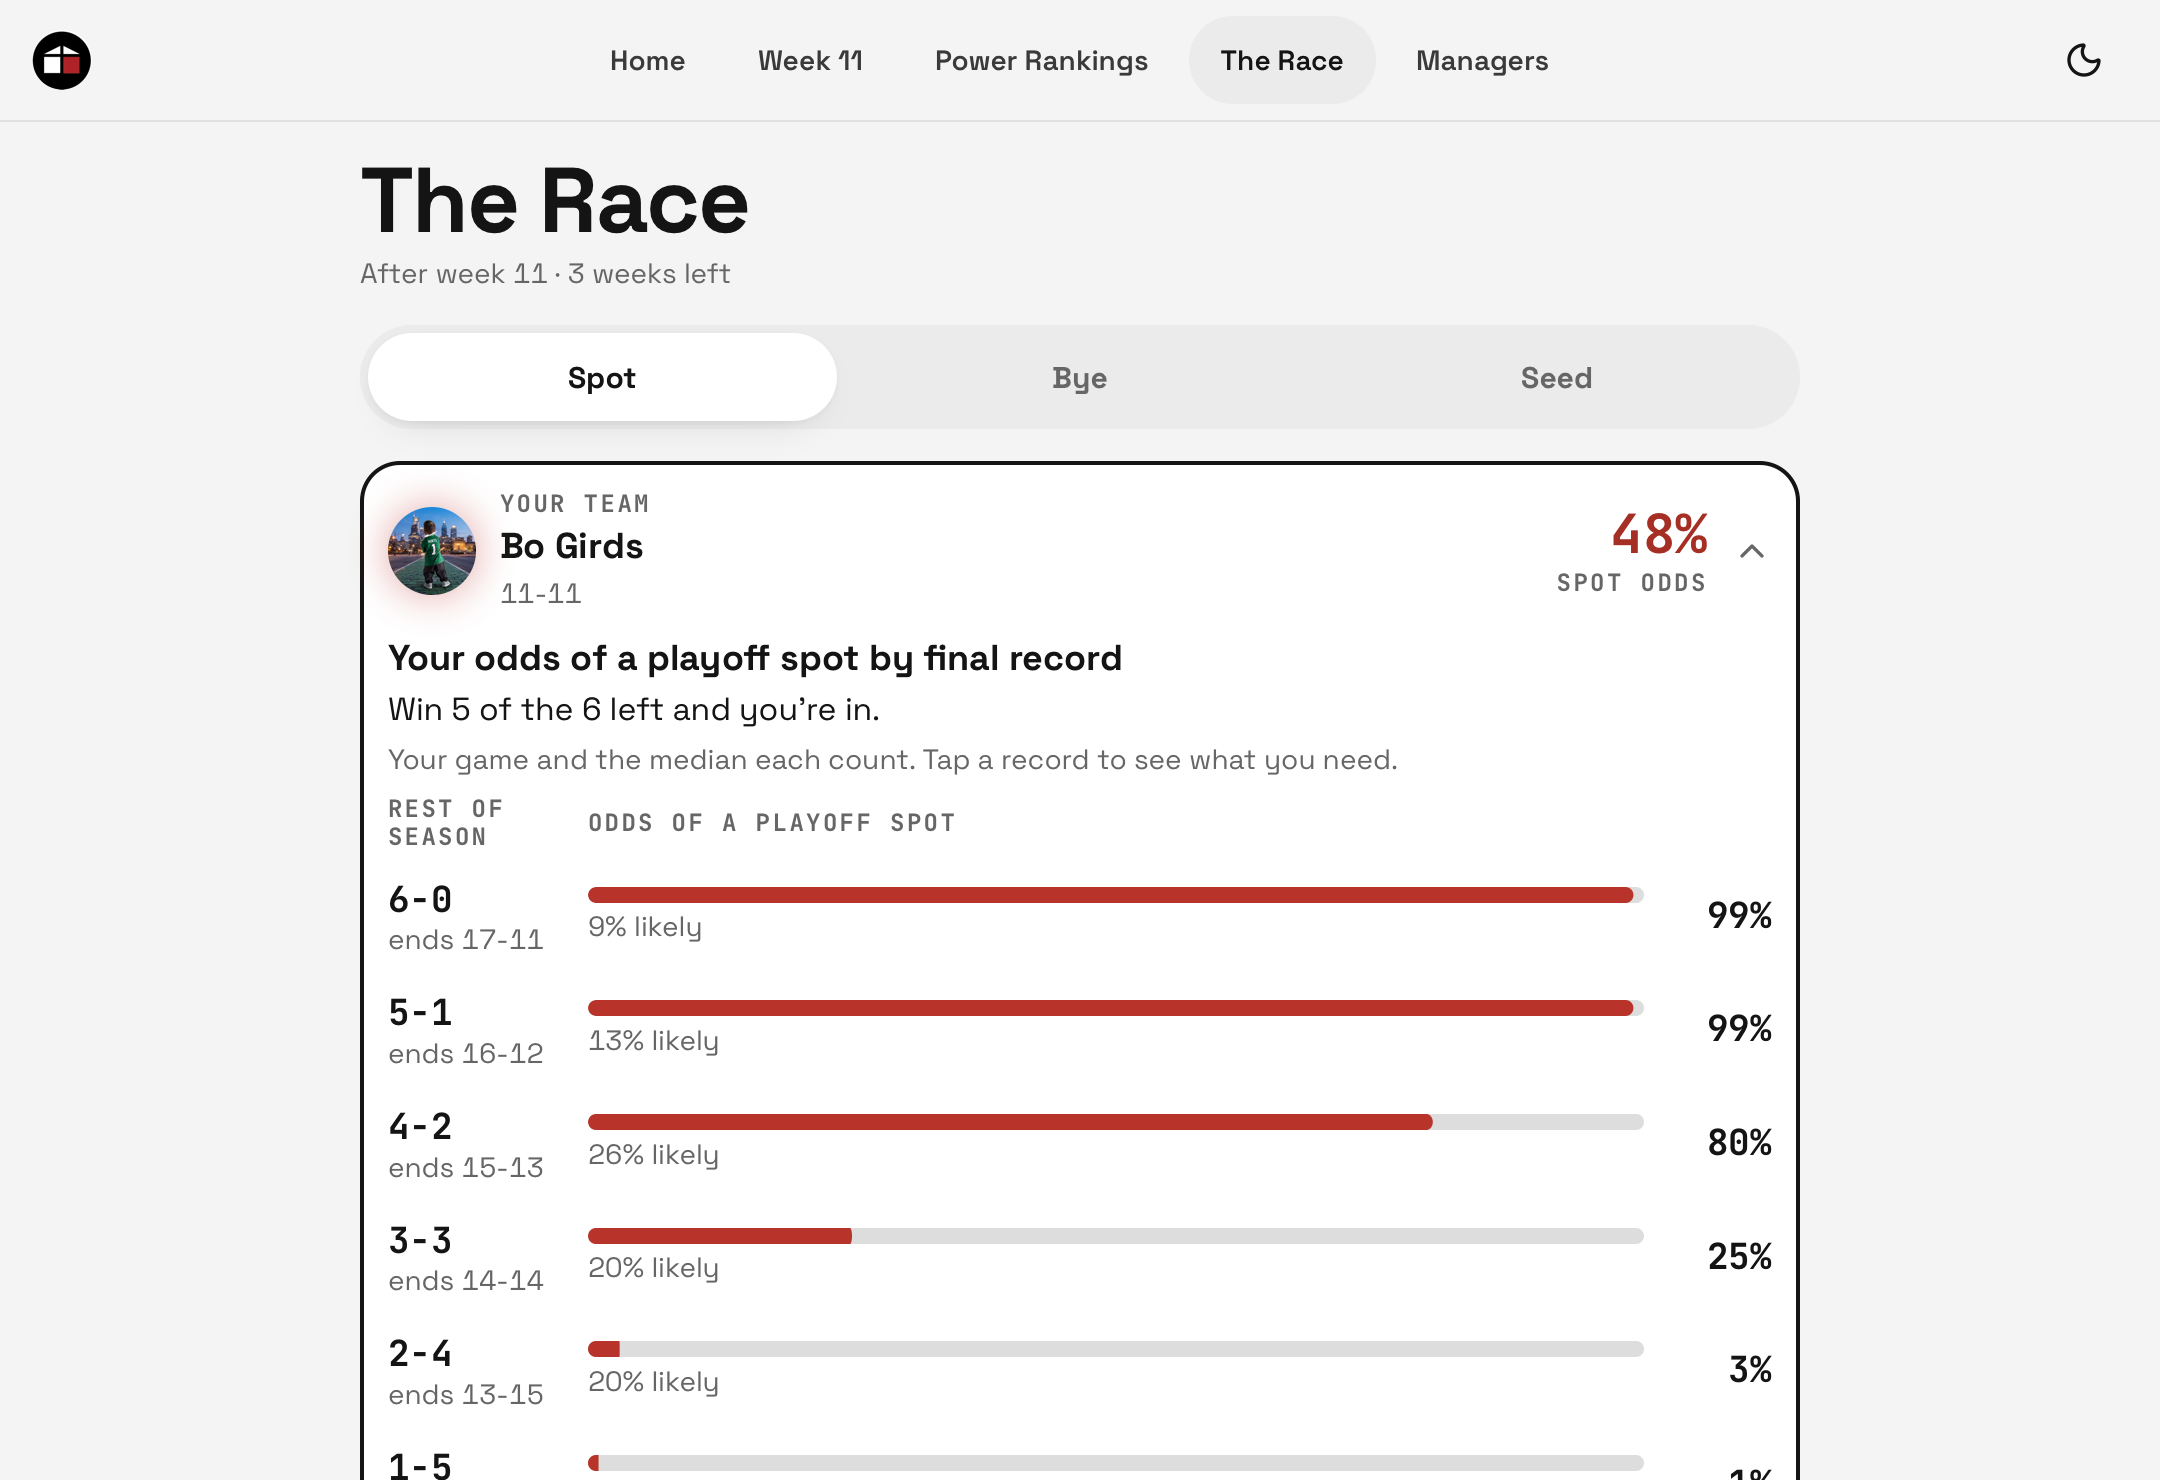 Home
Week 11
Power Rankings
The Race
Managers
The Race
After week 11 · 3 weeks left
Spot
Bye
Seed
YOUR TEAM
Bo Girds
11-11
48%
SPOT ODDS
Your odds of a playoff spot by final record
Win 5 of the 6 left and you’re in.
Your game and the median each count. Tap a record to see what you need.
REST OF
SEASON
ODDS OF A PLAYOFF SPOT
6-0
ends 17-11
9% likely
99%
5-1
ends 16-12
13% likely
99%
4-2
ends 15-13
26% likely
80%
3-3
ends 14-14
20% likely
25%
2-4
ends 13-15
20% likely
3%
1-5
1%